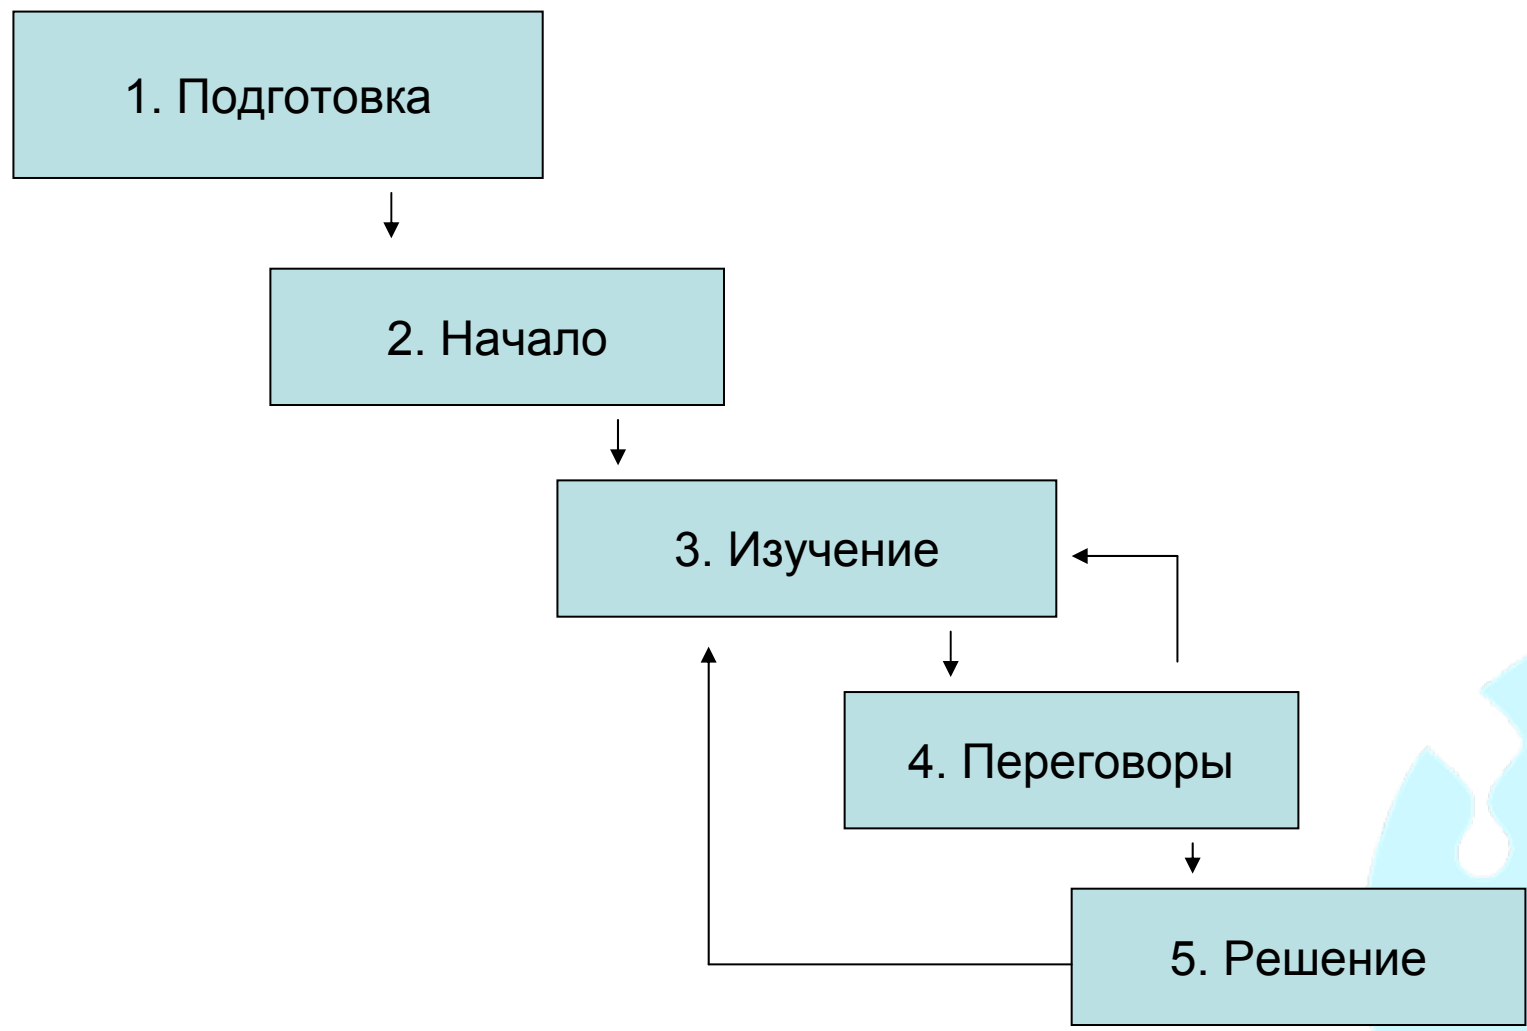 1. Подготовка
2. Начало
3. Изучение
4. Переговоры
5. Решение